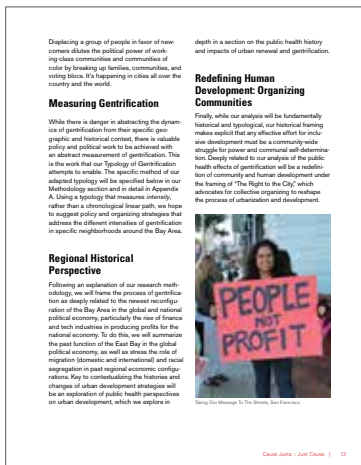 Displacing a group of people in favor of new-
comers dilutes the political power of work-
ing-class communities and communities of
color by breaking up families, communities, and
voting blocs. It's happening in cities all over the
country and the world.
Measuring Gentrification
While there is danger in abstracting the dynam-
ics of gentrification from their specific geo-
graphic and historical context, there is valuable
policy and political work to be achieved with
an abstract measurement of gentrification. This
is the work that our Typology of Gentrification
attempts to enable. The specific method of our
adapted typology will be specified below in our
Methodology section and in detail in Appendix
A. Using a typology that measures intensity,
rather than a chronological linear path, we hope
to suggest policy and organizing strategies that
address the different intensities of gentrification
in specific neighborhoods around the Bay Area.
Regional Historical
Perspective
Following an explanation of our research meth-
odology, we will frame the process of gentrifica-
tion as deeply related to the newest reconfigu-
ration of the Bay Area in the global and national
political economy, particularly the rise of finance
and tech industries in producing profits for the
national economy. To do this, we will summarize
the past function of the East Bay in the global
political economy, as well as stress the role of
migration (domestic and international) and racial
segregation in past regional economic configu-
rations. Key to contextualizing the histories and
changes of urban development strategies will
be an exploration of public health perspectives
on urban development, which we explore in
depth in a section on the public health history
and impacts of urban renewal and gentrification.
Redefining Human
Development: Organizing
Communities
Finally, while our analysis will be fundamentally
historical and typological, our historical framing
makes explicit that any effective effort for inclu-
sive development must be a community-wide
struggle for power and communal self-determina-
tion. Deeply related to our analysis of the public
health effects of gentrification will be a redefini-
tion of community and human development under
the framing of "The Right to the City," which
advocates for collective organizing to reshape
the process of urbanization and development.
PEOPLE
NOT
PROFIT!
Taking Our Message To The Streets, San Francisco
Causa Justa :: Just Cause | 13